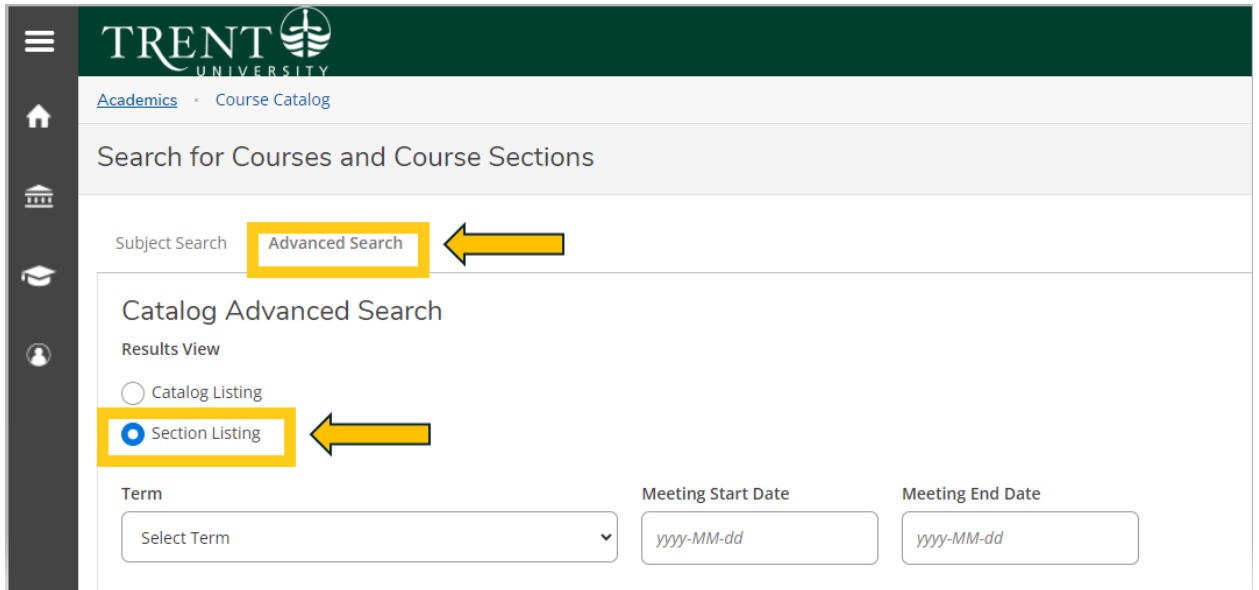 TRENT
UNIVERSITY
Academics · Course Catalog
Search for Courses and Course Sections
Subject Search Advanced Search
Catalog Advanced Search
Results View
Catalog Listing
Section Listing
Term Meeting Start Date Meeting End Date
Select Term yyyy-MM-dd yyyy-MM-dd